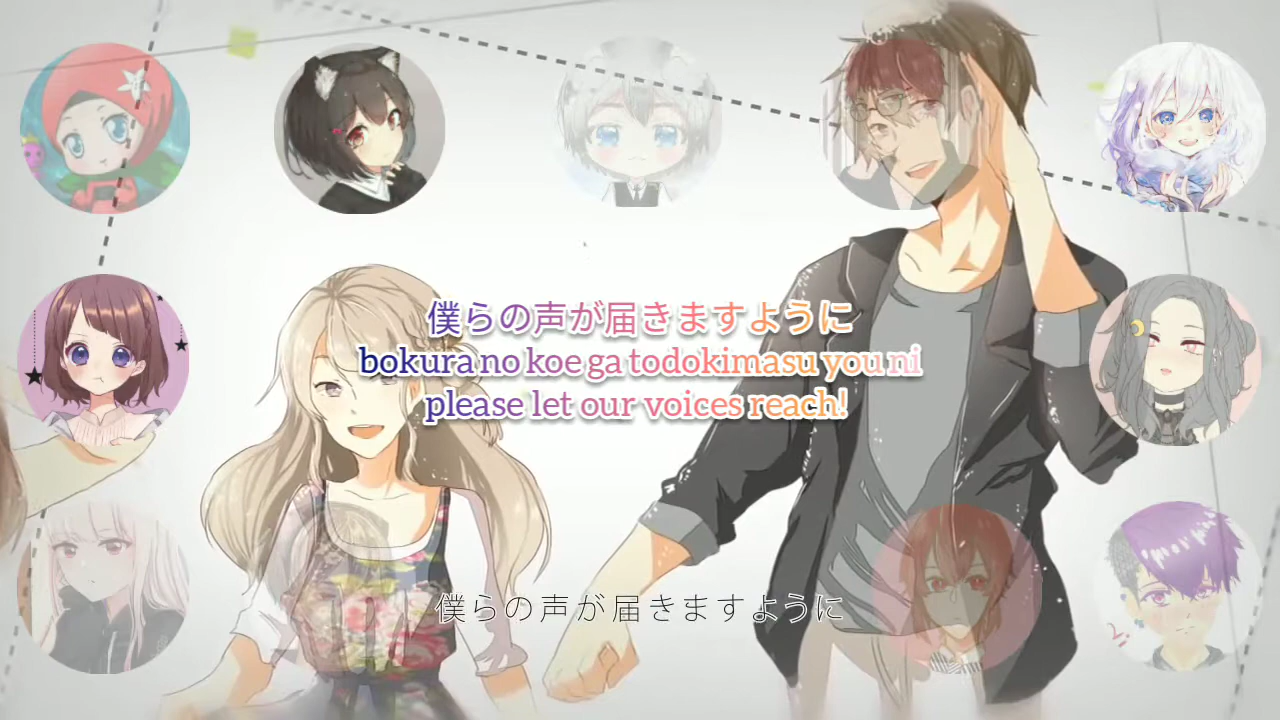 僕らの声が届きますように
bokura no koe ga todokimasu you ni
please let our voices reach!
僕らの声が届きますように